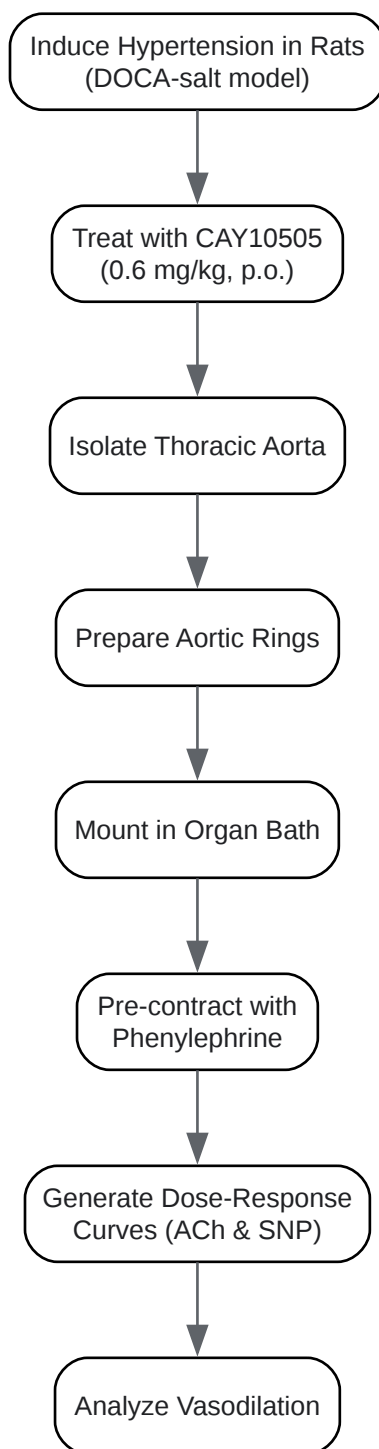 Induce Hypertension in Rats
(DOCA-salt model)
Treat with CAY10505
(0.6 mg/kg, p.o.)
Isolate Thoracic Aorta
Prepare Aortic Rings
Mount in Organ Bath
Pre-contract with
Phenylephrine
Generate Dose-Response
Curves (ACh & SNP)
Analyze Vasodilation